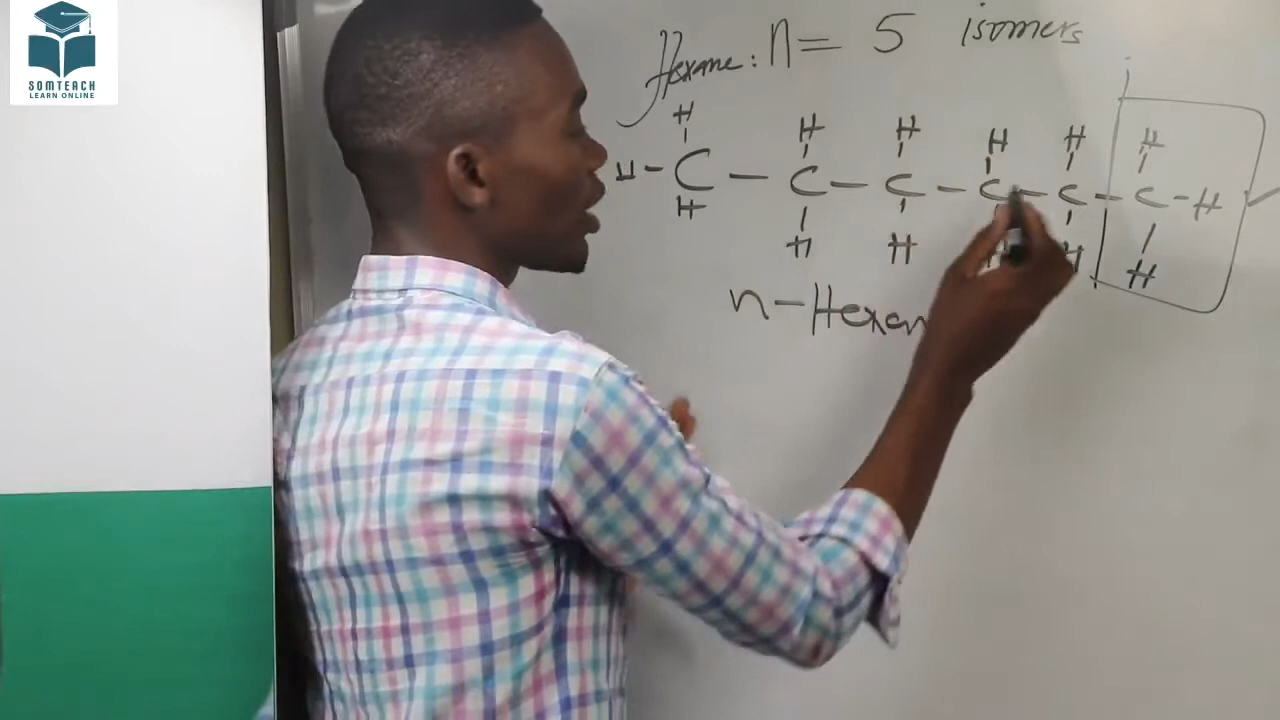 SOMTEACH
LEARN ONLINE
Hexane: n = 5 isomers
H H H H H H
H - C - C - C - C - C - C - H
H H H H H
n - Hexan